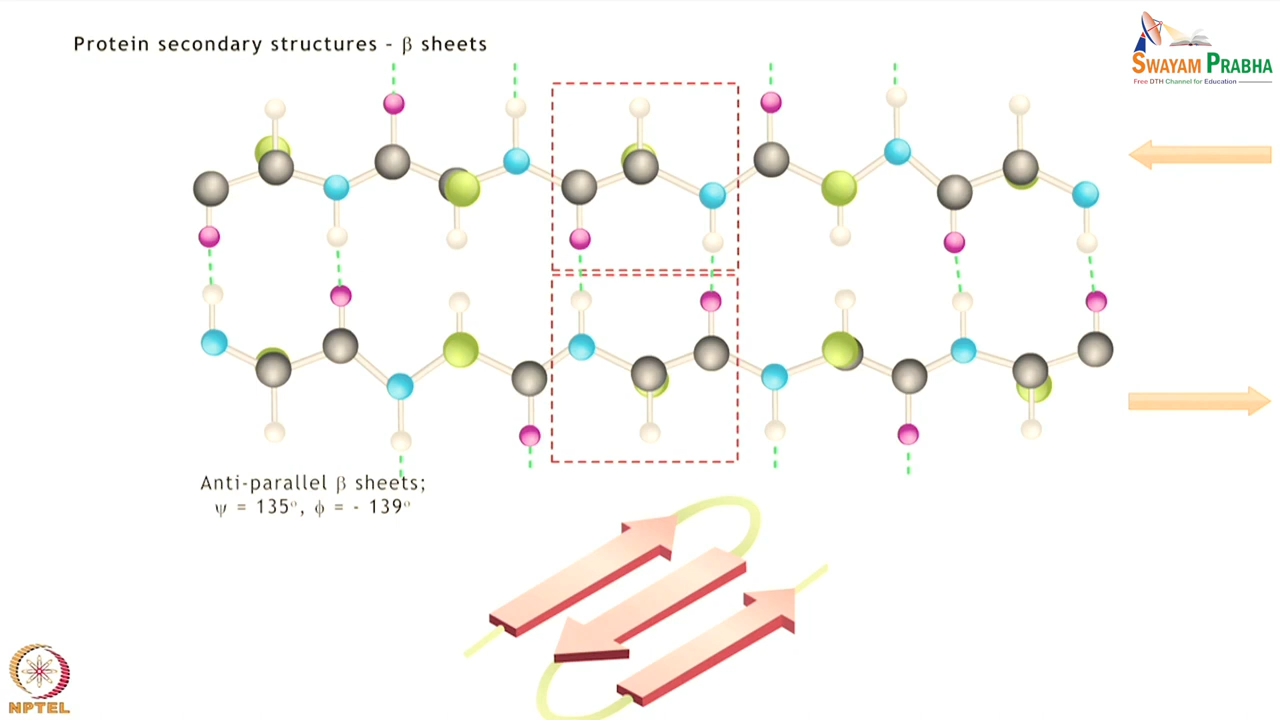 Protein secondary structures - β sheets
SWAYAM PRABHA
Free DTH Channel for Education
Anti-parallel β sheets;
ψ = 135°, ϕ = - 139°
NPTEL